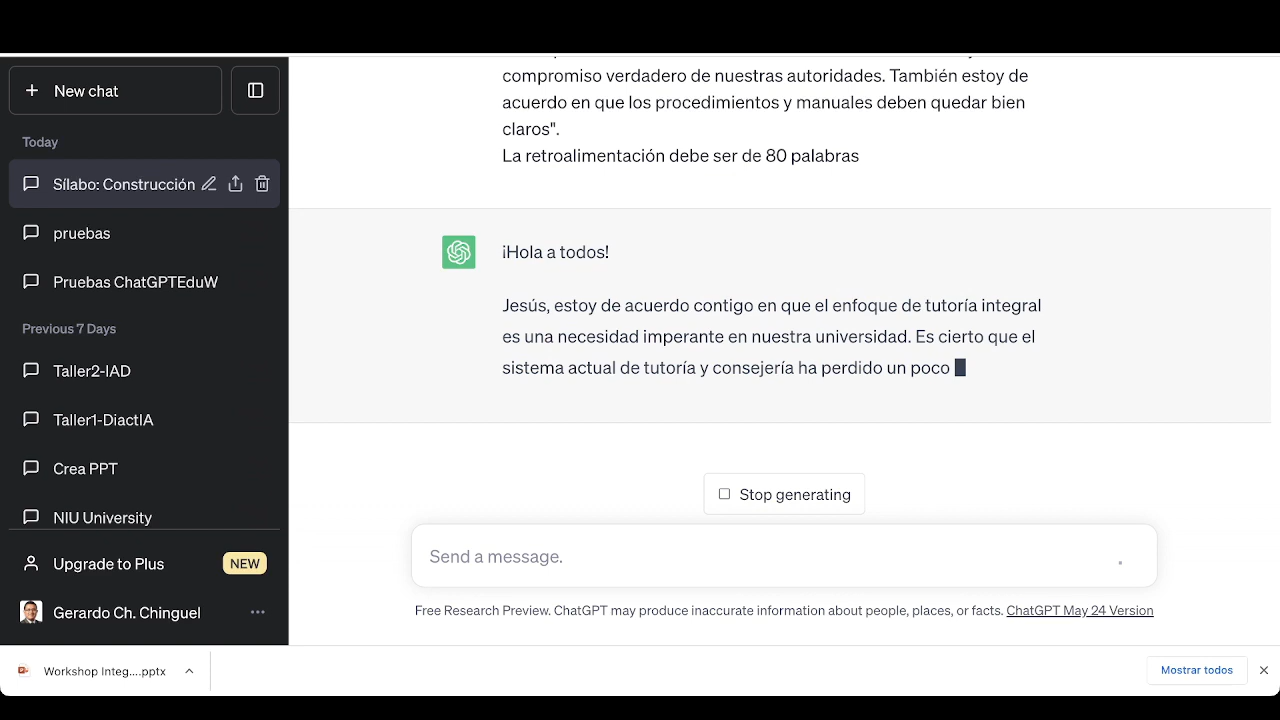 New chat
Today
Sílabo: Construcción
pruebas
Pruebas ChatGPTEduW
Previous 7 Days
Taller2-IAD
Taller1-DiactIA
Crea PPT
NIU University
Upgrade to Plus NEW
Gerardo Ch. Chinguel
compromiso verdadero de nuestras autoridades. También estoy de
acuerdo en que los procedimientos y manuales deben quedar bien
claros".
La retroalimentación debe ser de 80 palabras
¡Hola a todos!
Jesús, estoy de acuerdo contigo en que el enfoque de tutoría integral
es una necesidad imperante en nuestra universidad. Es cierto que el
sistema actual de tutoría y consejería ha perdido un poco
Stop generating
Send a message.
Free Research Preview. ChatGPT may produce inaccurate information about people, places, or facts. ChatGPT May 24 Version
Workshop Integ....pptx
Mostrar todos